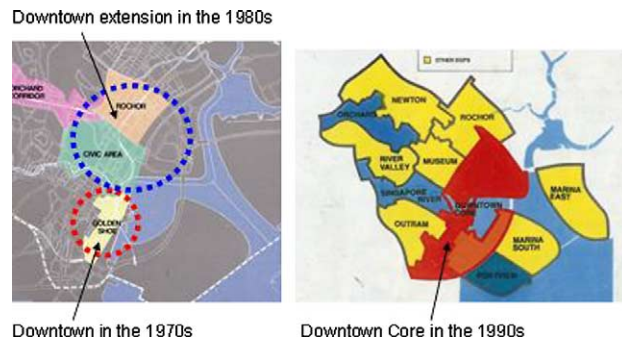 Downtown extension in the 1980s
ORCHARD
CORRIDOR
ROCHOR
CIVIC AREA
GOLDEN
SHOE
Downtown in the 1970s
OTHER DGPS
NEWTON
ORCHARD
ROCHOR
RIVER
VALLEY
MUSEUM
SINGAPORE
RIVER
DOWNTOWN
CORE
MARINA
EAST
OUTRAM
MARINA
SOUTH
PORTVIEW
Downtown Core in the 1990s